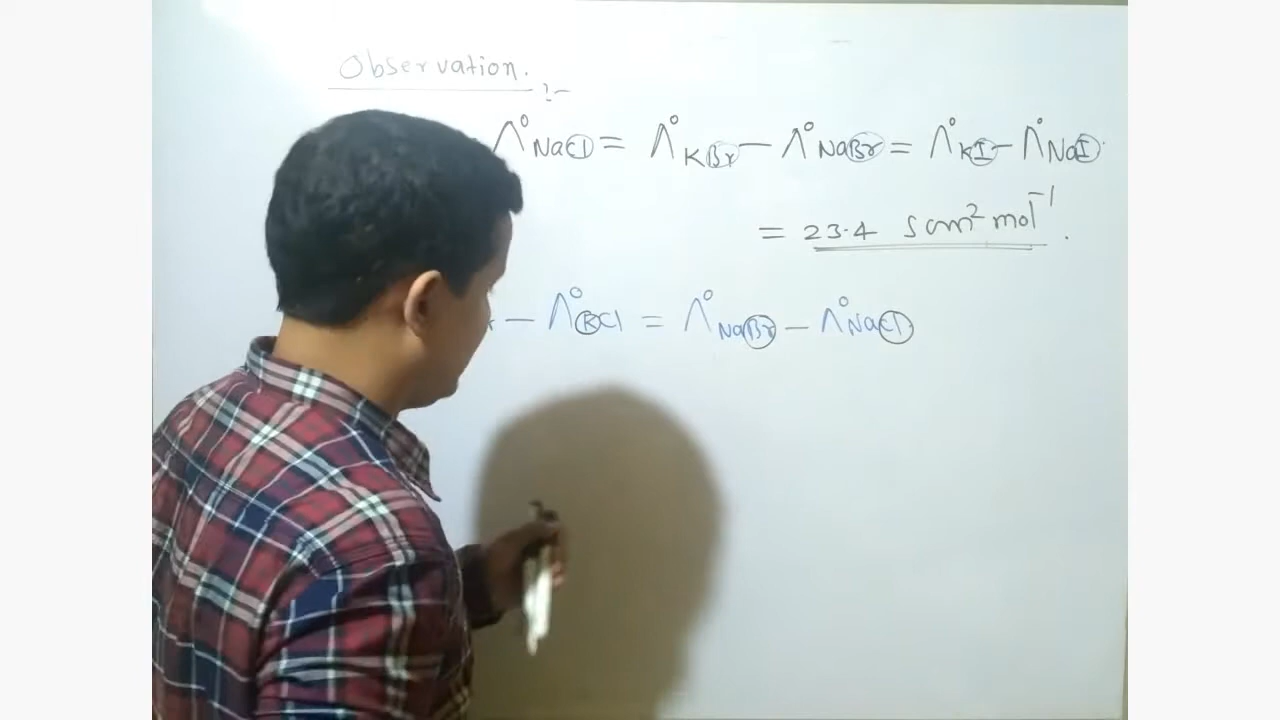 Observation. :-
Λ°NaCl = Λ°KBr - Λ°NaBr = Λ°KI - Λ°NaI.
= 23.4 S cm² mol⁻¹.
r - Λ°KCl = Λ°NaBr - Λ°NaCl